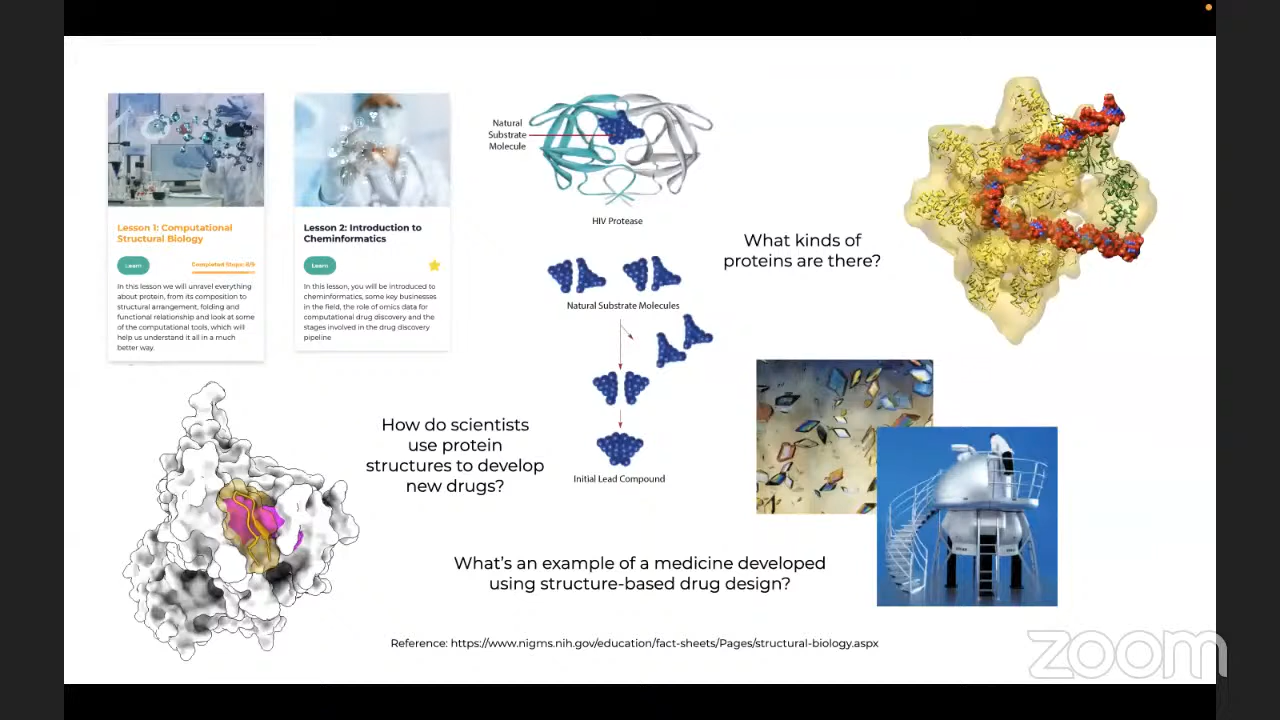 Lesson 1: Computational
Structural Biology
Learn
Completed Steps: 8/9
In this lesson we will unravel everything
about protein, from its composition to
structural arrangement, folding and
functional relationship and look at some
of the computational tools, which will
help us understand it all in a much
better way.
Lesson 2: Introduction to
Cheminformatics
Learn
In this lesson, you will be introduced to
cheminformatics, some key businesses
in the field, the role of omics data for
computational drug discovery and the
stages involved in the drug discovery
pipeline
Natural
Substrate
Molecule
HIV Protease
Natural Substrate Molecules
Initial Lead Compound
What kinds of
proteins are there?
How do scientists
use protein
structures to develop
new drugs?
What's an example of a medicine developed
using structure-based drug design?
Reference: https://www.nigms.nih.gov/education/fact-sheets/Pages/structural-biology.aspx
zoom